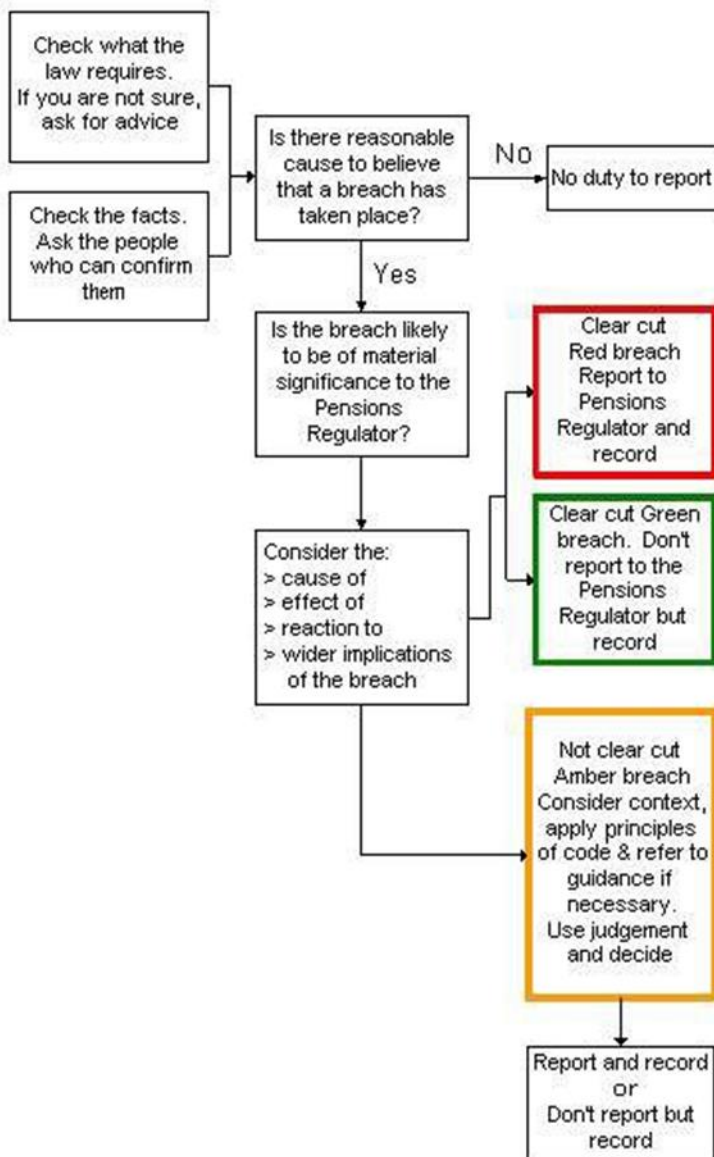 Check what the
law requires.
If you are not sure,
ask for advice
Check the facts.
Ask the people
who can confirm
them
Is there reasonable
cause to believe
that a breach has
taken place?
No
No duty to report
Yes
Is the breach likely
to be of material
significance to the
Pensions
Regulator?
Consider the:
> cause of
> effect of
> reaction to
> wider implications
of the breach
Clear cut
Red breach
Report to
Pensions
Regulator and
record
Clear cut Green
breach. Don't
report to the
Pensions
Regulator but
record
Not clear cut
Amber breach
Consider context,
apply principles
of code & refer to
guidance if
necessary.
Use judgement
and decide
Report and record
or
Don't report but
record